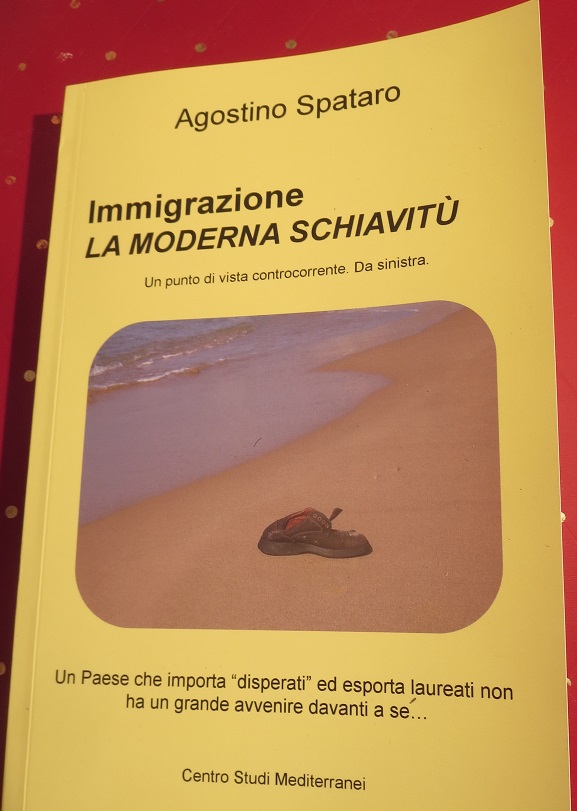 Agostino Spataro
Immigrazione
LA MODERNA SCHIAVITÙ
Un punto di vista controcorrente. Da sinistra.
Un Paese che importa “disperati” ed esporta laureati non
ha un grande avvenire davanti a sé...
Centro Studi Mediterranei